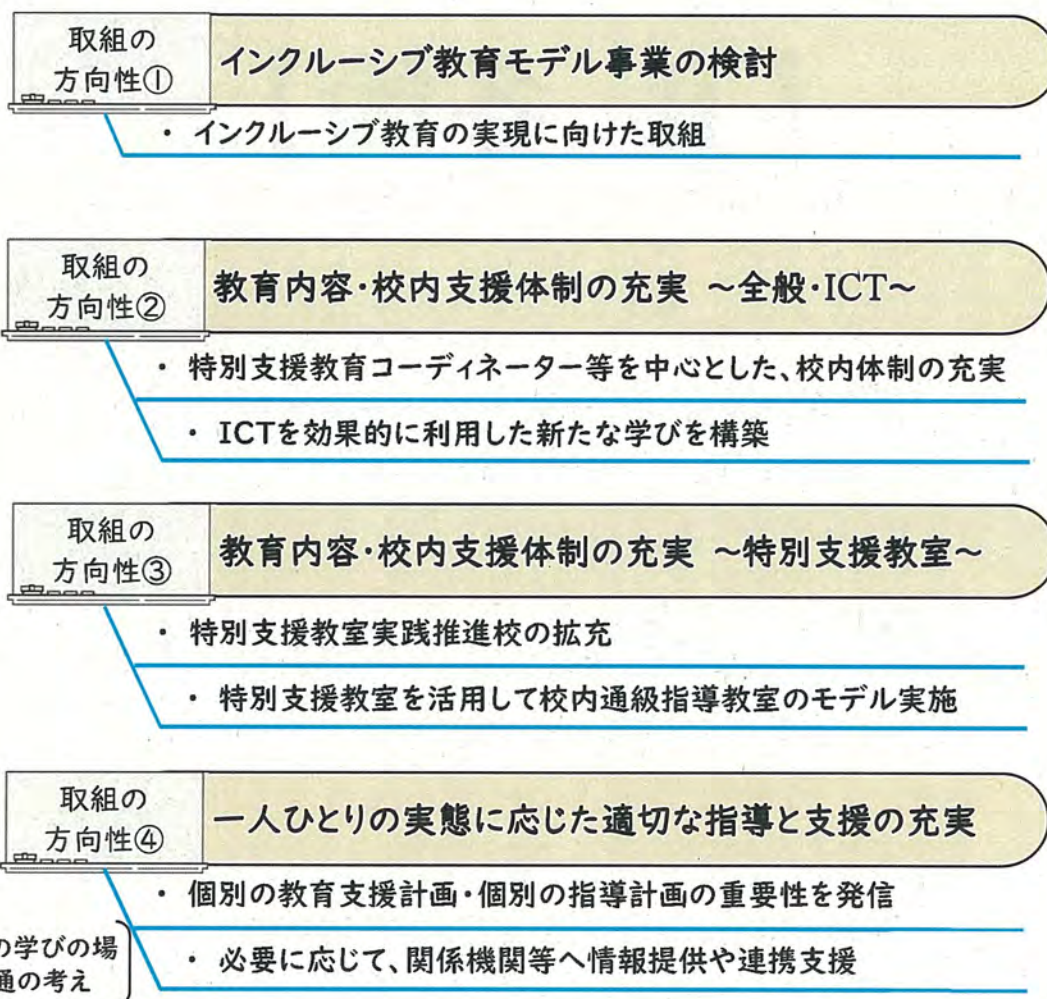 取組の
方向性①
インクルーシブ教育モデル事業の検討
・ インクルーシブ教育の実現に向けた取組
取組の
方向性②
教育内容・校内支援体制の充実 ～全般・ICT～
・ 特別支援教育コーディネーター等を中心とした、校内体制の充実
・ ICTを効果的に利用した新たな学びを構築
取組の
方向性③
教育内容・校内支援体制の充実 ～特別支援教室～
・ 特別支援教室実践推進校の拡充
・ 特別支援教室を活用して校内通級指導教室のモデル実施
取組の
方向性④
一人ひとりの実態に応じた適切な指導と支援の充実
・ 個別の教育支援計画・個別の指導計画の重要性を発信
・ 必要に応じて、関係機関等へ情報提供や連携支援
の学びの場
通の考え